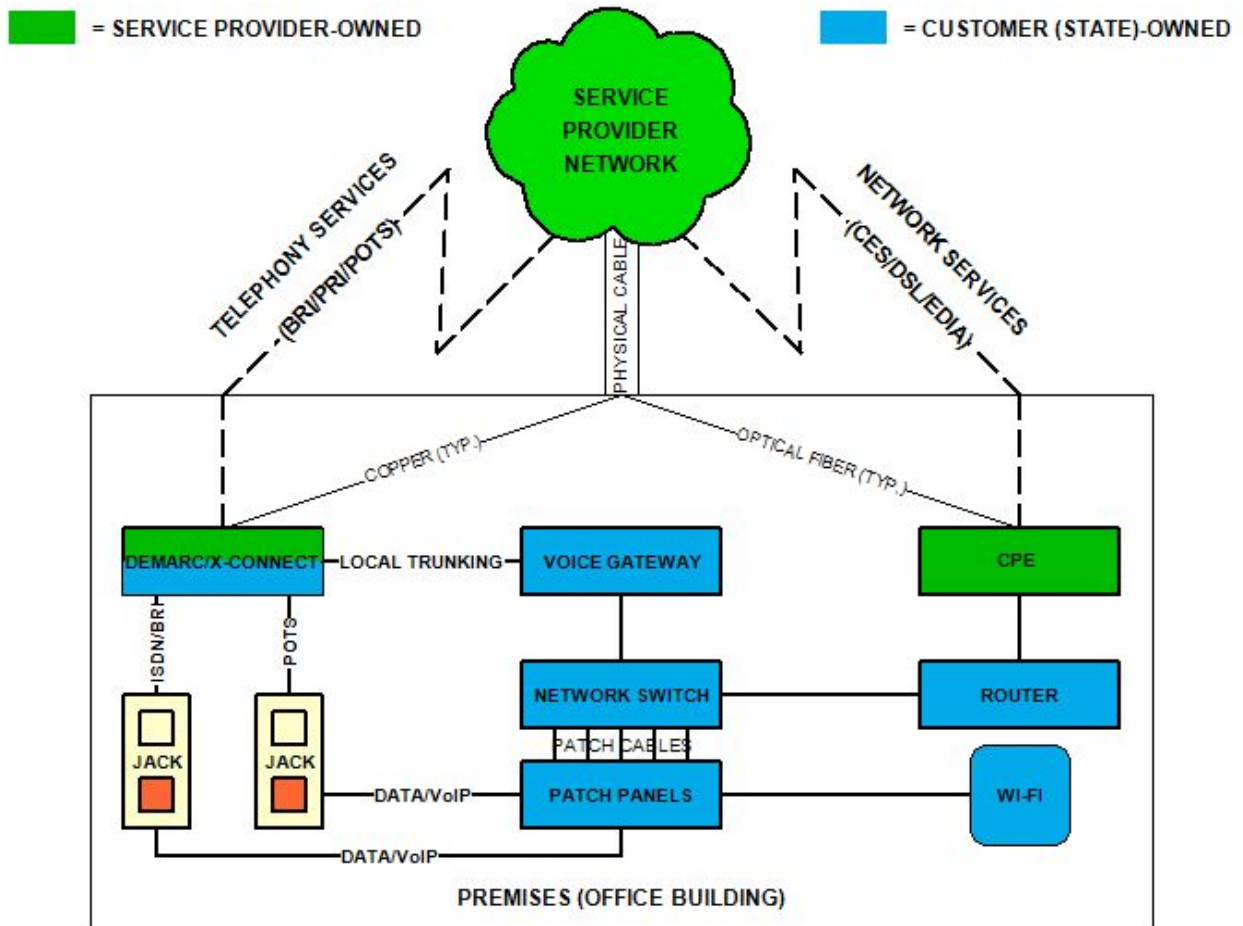 = SERVICE PROVIDER-OWNED
= CUSTOMER (STATE)-OWNED
SERVICE
PROVIDER
NETWORK
TELEPHONY SERVICES
(BRI/PRI/POTS)
NETWORK SERVICES
(CES/DSL/EDIA)
PHYSICAL CABLE
COPPER (TYP.)
OPTICAL FIBER (TYP.)
DEMARC/X-CONNECT
LOCAL TRUNKING
VOICE GATEWAY
CPE
ISDN/BRI
POTS
NETWORK SWITCH
ROUTER
PATCH CABLES
JACK
JACK
DATA/VoIP
PATCH PANELS
WI-FI
DATA/VoIP
PREMISES (OFFICE BUILDING)